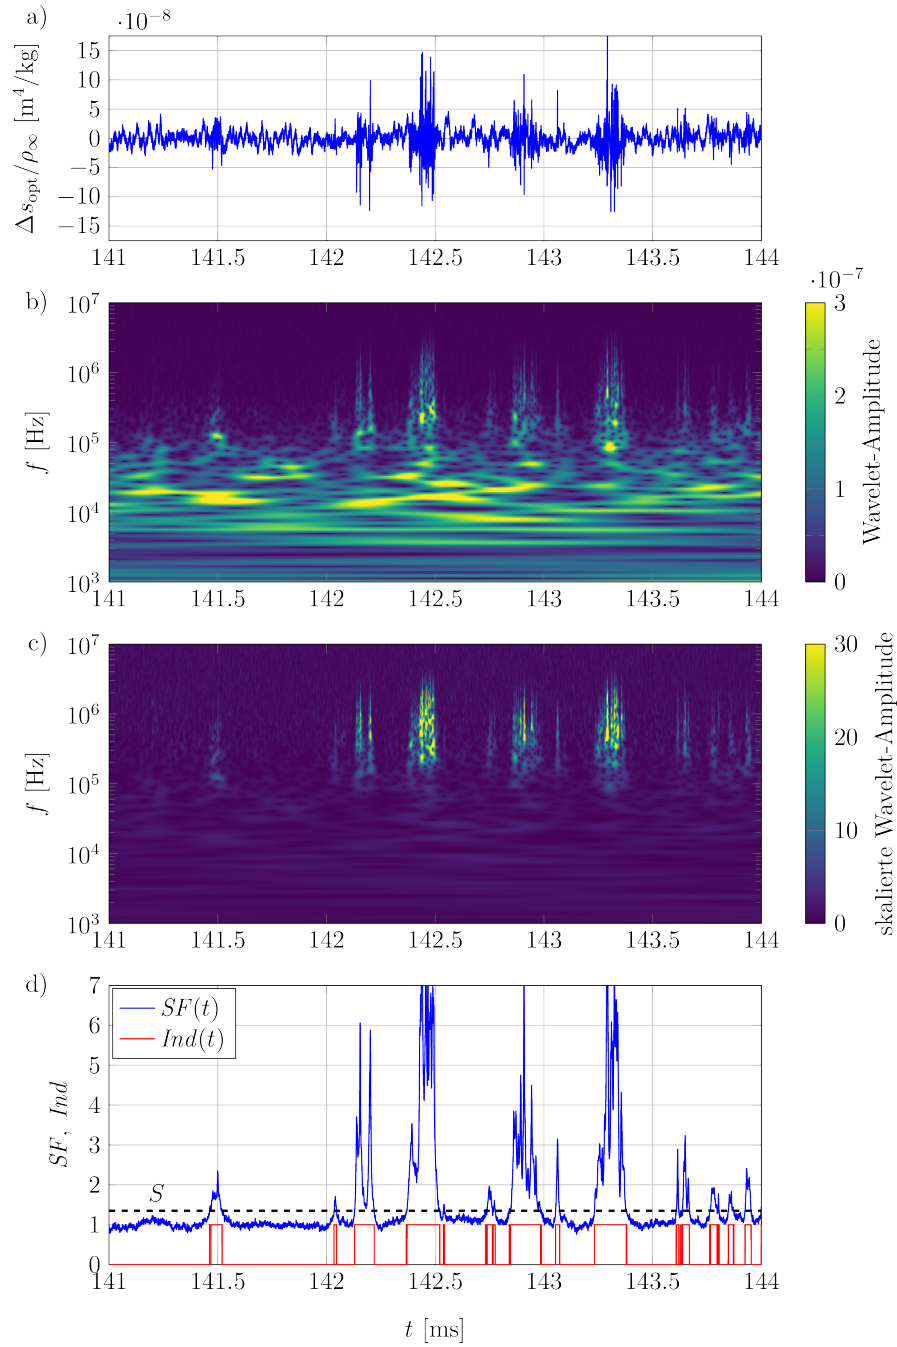 a)
·10⁻⁸
Δs_opt/ρ_∞ [m⁴/kg]
15
10
5
0
−5
−10
−15
141 141.5 142 142.5 143 143.5 144
b)
f [Hz]
10⁷
10⁶
10⁵
10⁴
10³
141 141.5 142 142.5 143 143.5 144
·10⁻⁷
3
2
1
0
Wavelet-Amplitude
c)
f [Hz]
10⁷
10⁶
10⁵
10⁴
10³
141 141.5 142 142.5 143 143.5 144
30
20
10
0
skalierte Wavelet-Amplitude
d)
SF, Ind
7
6
5
4
3
2
1
0
SF(t)
Ind(t)
S
141 141.5 142 142.5 143 143.5 144
t [ms]